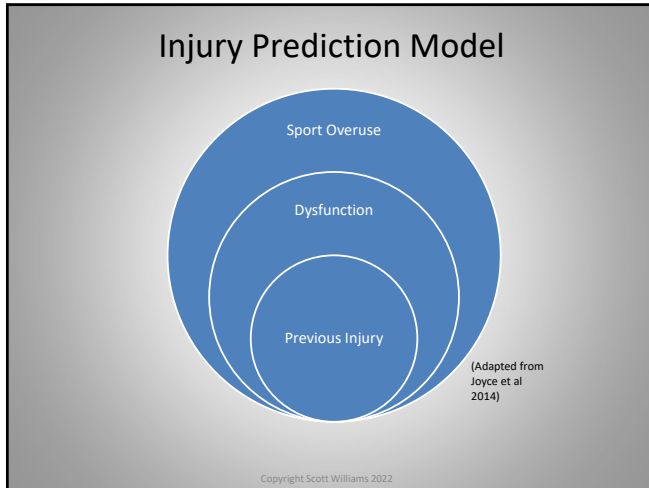 Injury Prediction Model
Sport Overuse
Dysfunction
Previous Injury
(Adapted from
Joyce et al
2014)
Copyright Scott Williams 2022